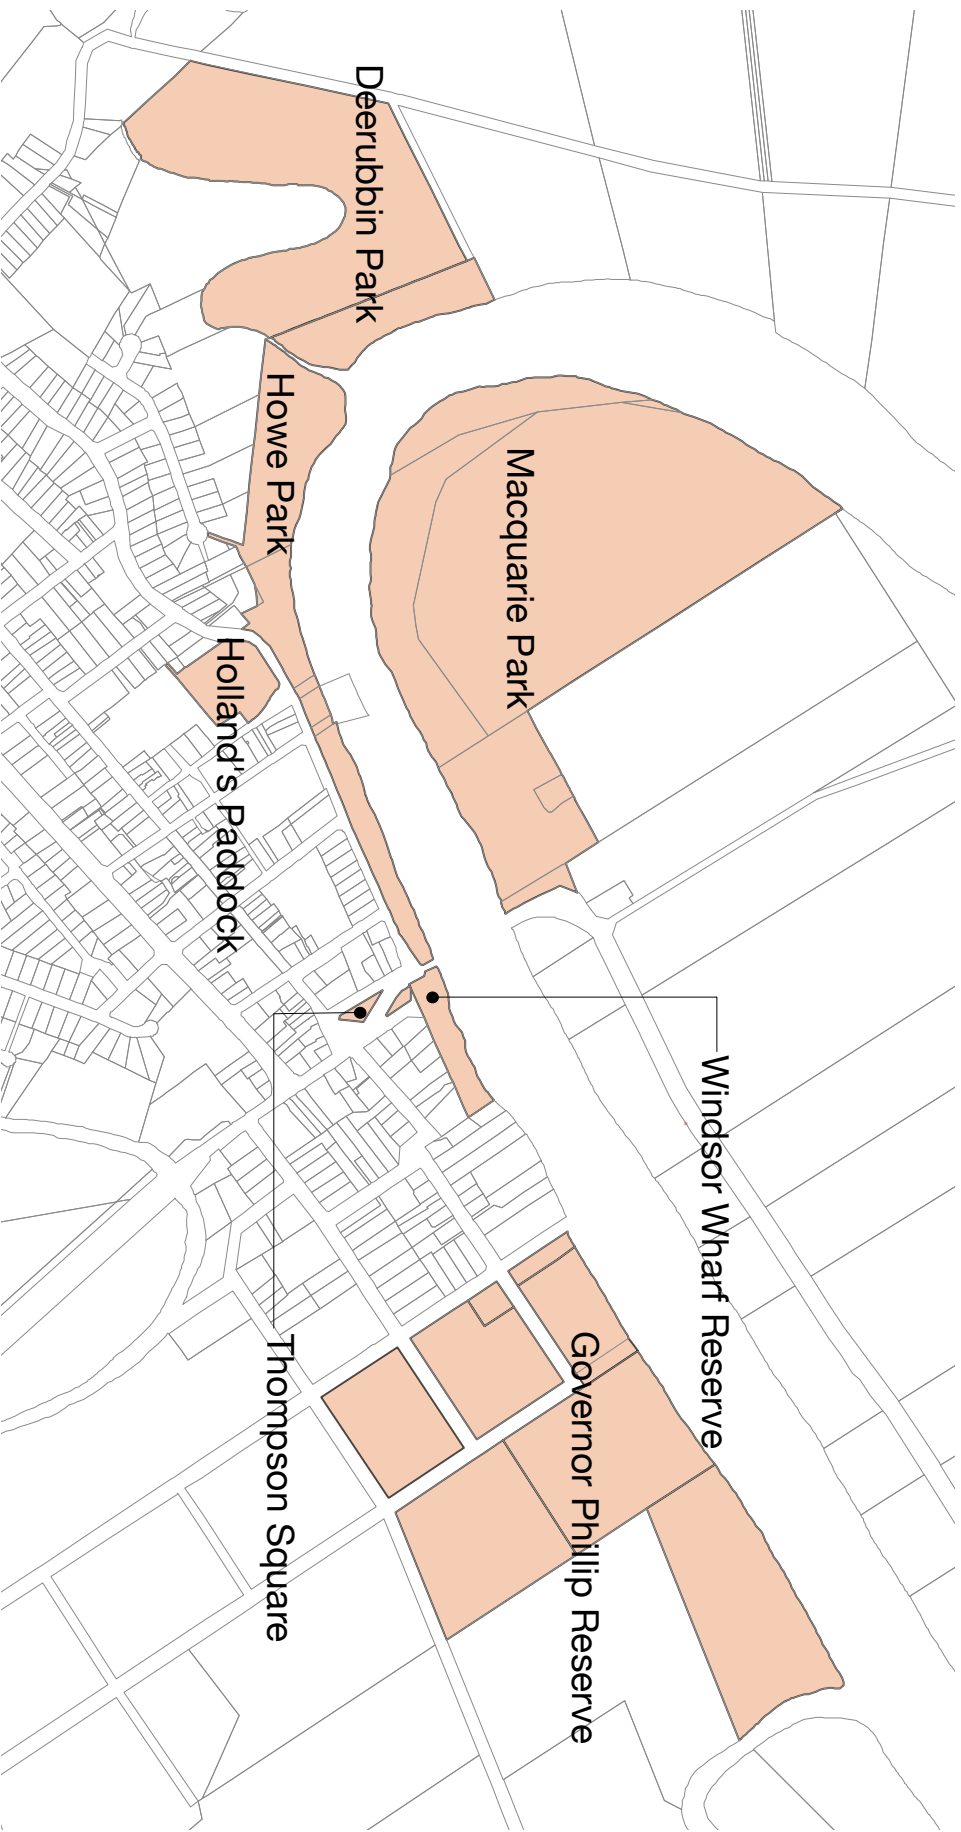 Deerubbin Park
Howe Park
Macquarie Park
Holland's Paddock
Windsor Wharf Reserve
Thompson Square
Governor Phillip Reserve